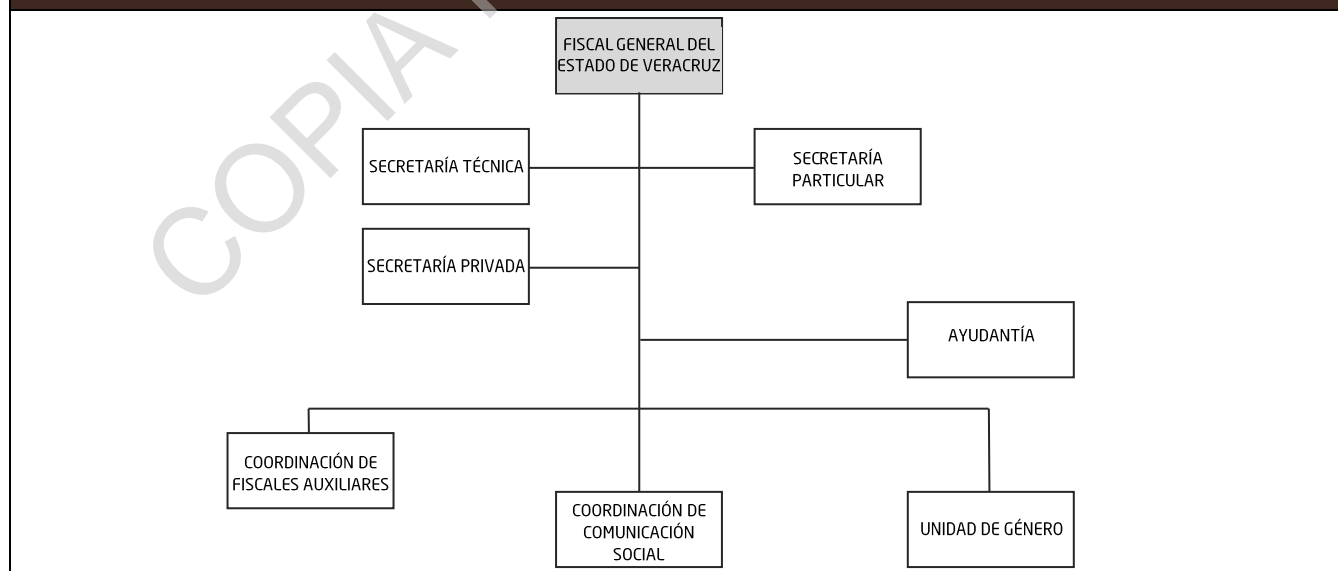 COPIA
FISCAL GENERAL DEL
ESTADO DE VERACRUZ
SECRETARÍA TÉCNICA
SECRETARÍA
PARTICULAR
SECRETARÍA PRIVADA
AYUDANTÍA
COORDINACIÓN DE
FISCALES AUXILIARES
COORDINACIÓN DE
COMUNICACIÓN
SOCIAL
UNIDAD DE GÉNERO